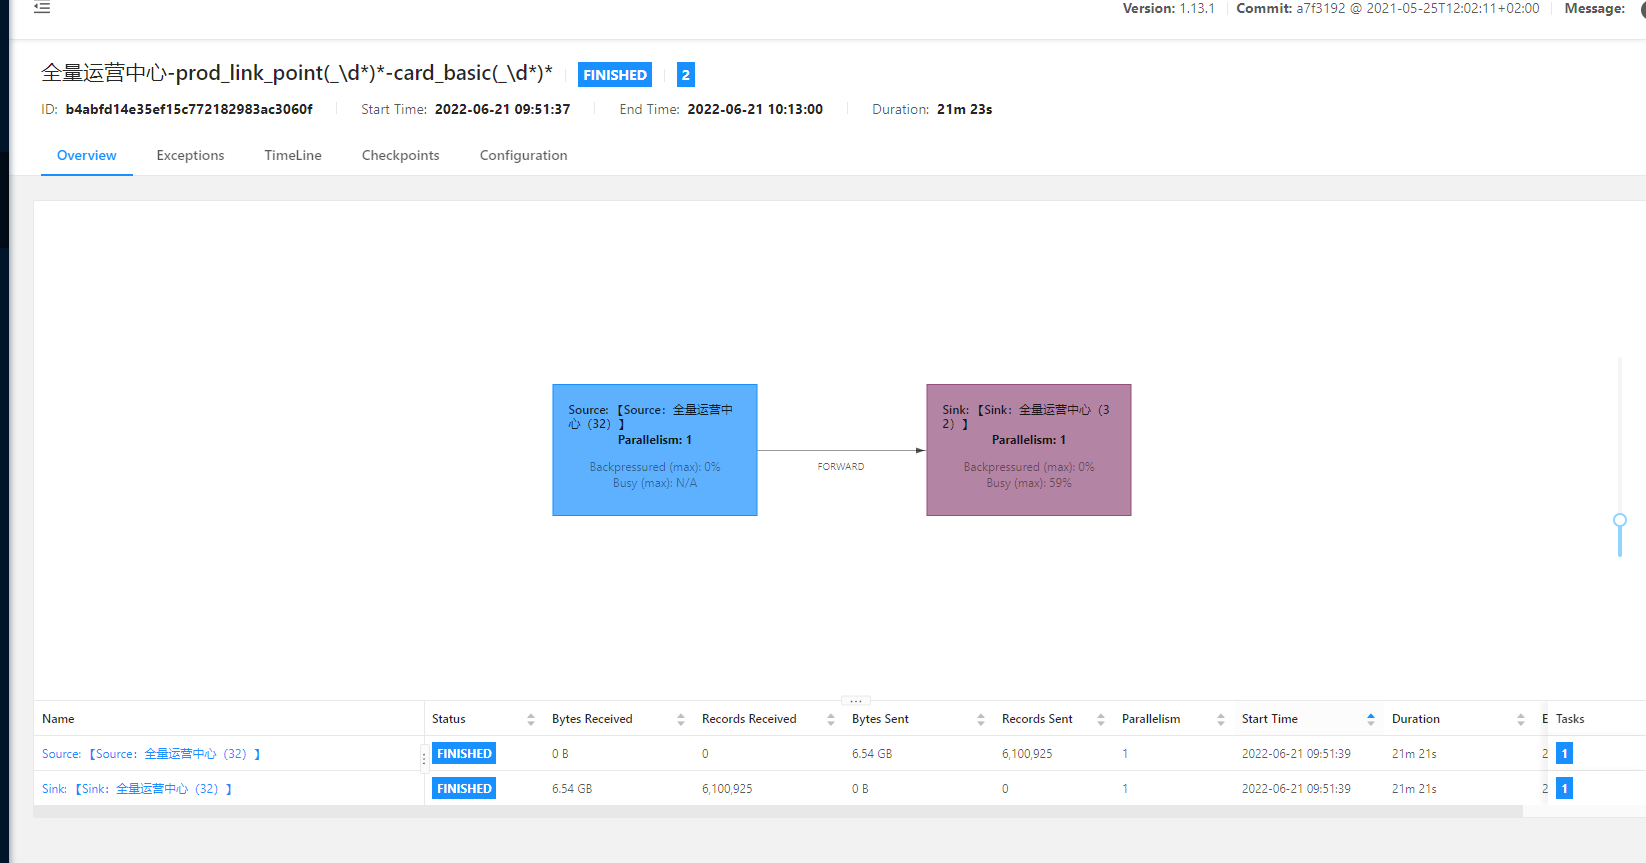 Version: 1.13.1 Commit: a7f3192 @ 2021-05-25T12:02:11+02:00 Message:
全量运营中心-prod_link_point(_\d*)*-card_basic(_\d*)* FINISHED 2
ID: b4abfd14e35ef15c772182983ac3060f Start Time: 2022-06-21 09:51:37 End Time: 2022-06-21 10:13:00 Duration: 21m 23s
Overview Exceptions TimeLine Checkpoints Configuration
Source: 【Source：全量运营中
心（32）】
Parallelism: 1
Backpressured (max): 0%
Busy (max): N/A
FORWARD
Sink: 【Sink：全量运营中心（3
2）】
Parallelism: 1
Backpressured (max): 0%
Busy (max): 59%
Name Status Bytes Received Records Received Bytes Sent Records Sent Parallelism Start Time Duration E Tasks
Source: 【Source：全量运营中心（32）】 FINISHED 0 B 0 6.54 GB 6,100,925 1 2022-06-21 09:51:39 21m 21s 2 1
Sink: 【Sink：全量运营中心（32）】 FINISHED 6.54 GB 6,100,925 0 B 0 1 2022-06-21 09:51:39 21m 21s 2 1